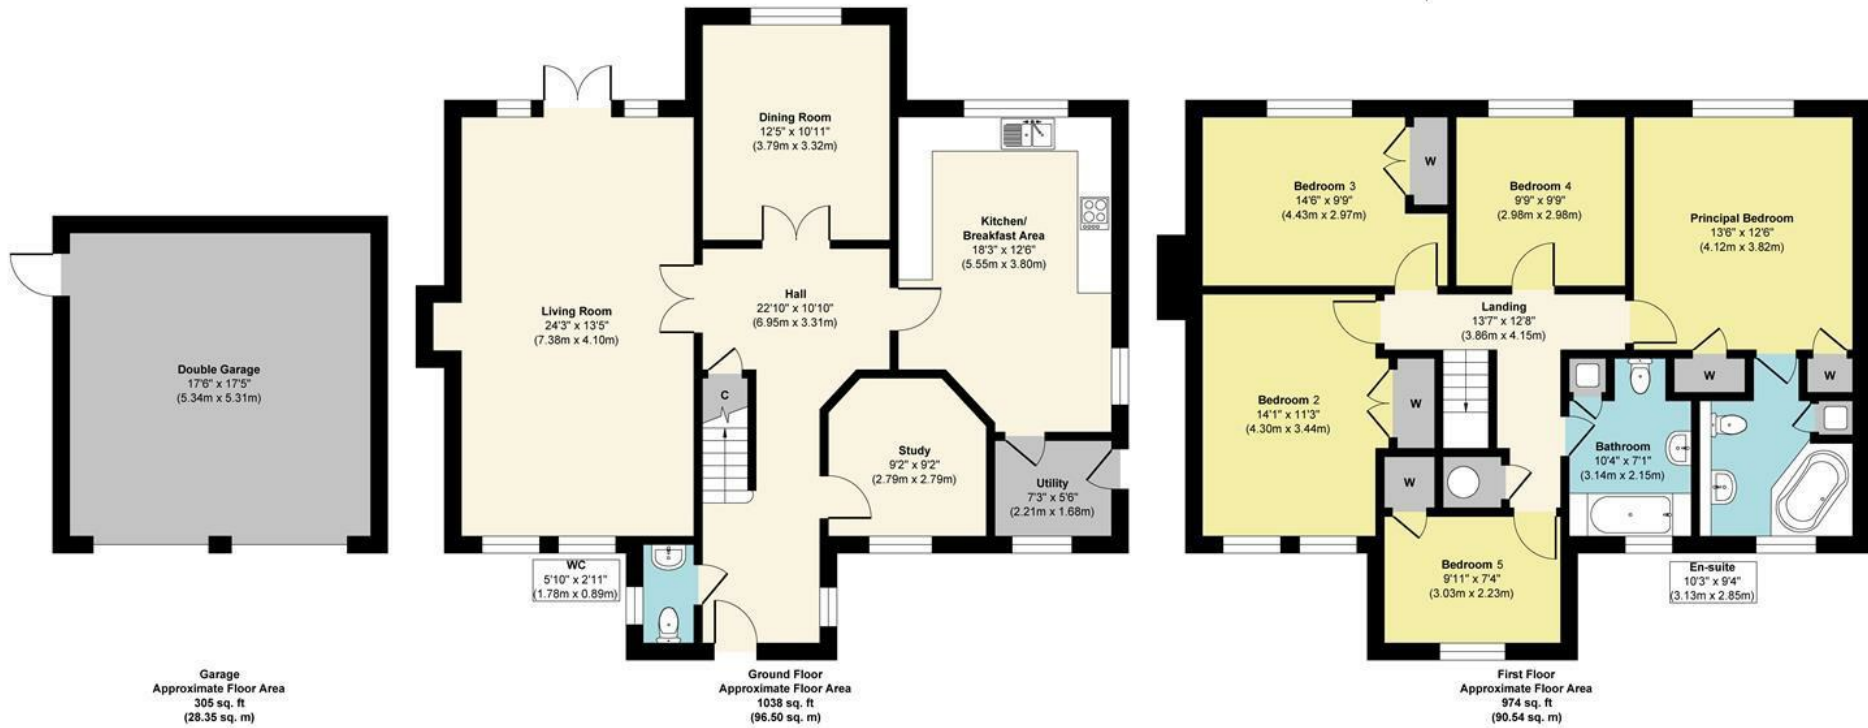 Double Garage
17'6" x 17'5"
(5.34m x 5.31m)
Garage
Approximate Floor Area
305 sq. ft
(28.35 sq. m)
Dining Room
12'5" x 10'11"
(3.79m x 3.32m)
Kitchen/
Breakfast Area
18'3" x 12'6"
(5.55m x 3.80m)
Living Room
24'3" x 13'5"
(7.38m x 4.10m)
Hall
22'10" x 10'10"
(6.95m x 3.31m)
C
Study
9'2" x 9'2"
(2.79m x 2.79m)
Utility
7'3" x 5'6"
(2.21m x 1.68m)
WC
5'10" x 2'11"
(1.78m x 0.89m)
Ground Floor
Approximate Floor Area
1038 sq. ft
(96.50 sq. m)
Bedroom 3
14'6" x 9'9"
(4.43m x 2.97m)
W
Bedroom 4
9'9" x 9'9"
(2.98m x 2.98m)
Principal Bedroom
13'6" x 12'6"
(4.12m x 3.82m)
Landing
13'7" x 12'8"
(3.86m x 4.15m)
Bedroom 2
14'1" x 11'3"
(4.30m x 3.44m)
W
W
W
W
Bathroom
10'4" x 7'1"
(3.14m x 2.15m)
Bedroom 5
9'11" x 7'4"
(3.03m x 2.23m)
En-suite
10'3" x 9'4"
(3.13m x 2.85m)
First Floor
Approximate Floor Area
974 sq. ft
(90.54 sq. m)